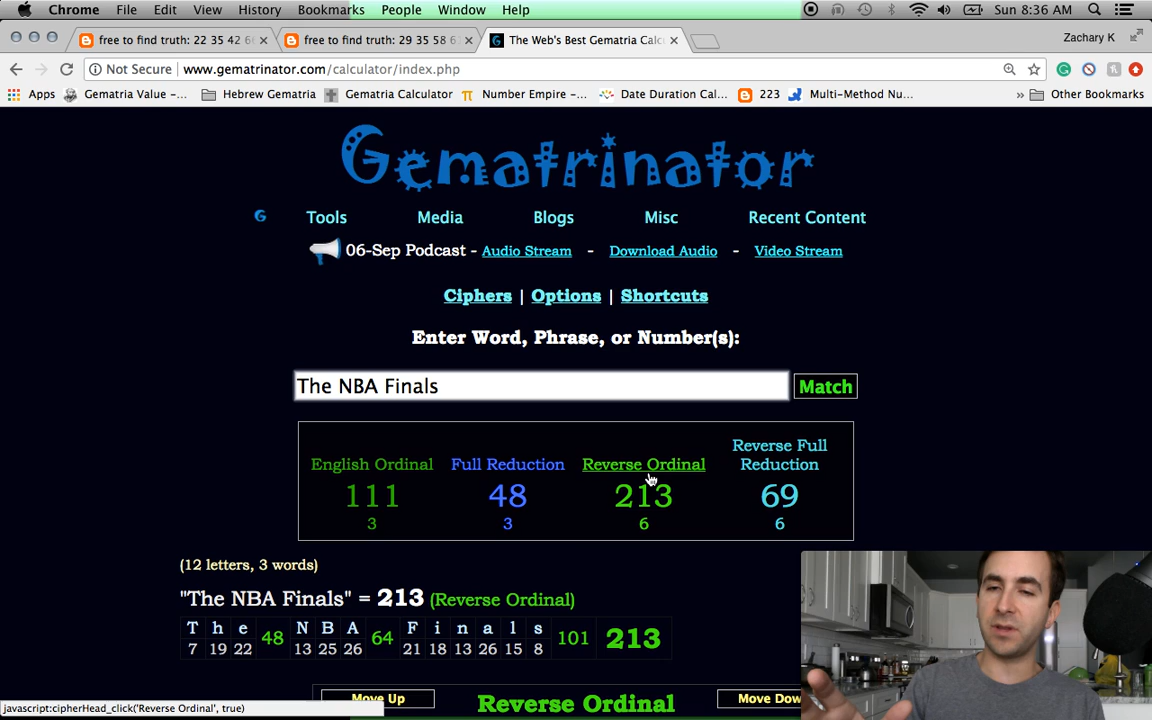 Chrome File Edit View History Bookmarks People Window Help Sun 8:36 AM
free to find truth: 22 35 42 6 free to find truth: 29 35 58 6 The Web's Best Gematria Calc Zachary K
Not Secure www.gematrinator.com/calculator/index.php
Apps Gematria Value -... Hebrew Gematria Gematria Calculator Number Empire -... Date Duration Cal... 223 Multi-Method Nu... » Other Bookmarks
Gematrinator
G Tools Media Blogs Misc Recent Content
06-Sep Podcast - Audio Stream - Download Audio - Video Stream
Ciphers | Options | Shortcuts
Enter Word, Phrase, or Number(s):
The NBA Finals Match
English Ordinal Full Reduction Reverse Ordinal Reverse Full Reduction
111 48 213 69
3 3 6 6
(12 letters, 3 words)
"The NBA Finals" = 213 (Reverse Ordinal)
T h e 48 N B A 64 F i n a l s 101 213
7 19 22 13 25 26 21 18 13 26 15 8
Move Up Reverse Ordinal Move Dow
javascript:cipherHead_click('Reverse Ordinal', true)